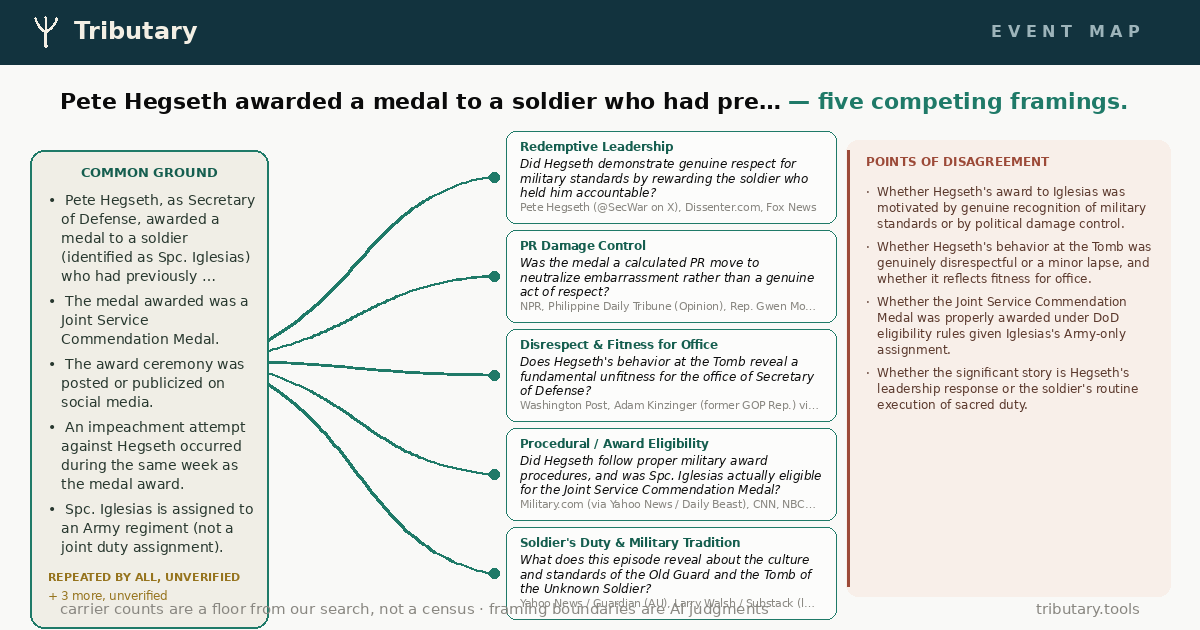 Tributary
EVENT MAP
Pete Hegseth awarded a medal to a soldier who had pre… — five competing framings.
COMMON GROUND
• Pete Hegseth, as Secretary
of Defense, awarded a
medal to a soldier
(identified as Spc. Iglesias)
who had previously …
• The medal awarded was a
Joint Service
Commendation Medal.
• The award ceremony was
posted or publicized on
social media.
• An impeachment attempt
against Hegseth occurred
during the same week as
the medal award.
• Spc. Iglesias is assigned to
an Army regiment (not a
joint duty assignment).
REPEATED BY ALL, UNVERIFIED
+ 3 more, unverified
Redemptive Leadership
Did Hegseth demonstrate genuine respect for
military standards by rewarding the soldier who
held him accountable?
Pete Hegseth (@SecWar on X), Dissenter.com, Fox News
PR Damage Control
Was the medal a calculated PR move to
neutralize embarrassment rather than a genuine
act of respect?
NPR, Philippine Daily Tribune (Opinion), Rep. Gwen Mo…
Disrespect & Fitness for Office
Does Hegseth's behavior at the Tomb reveal a
fundamental unfitness for the office of Secretary
of Defense?
Washington Post, Adam Kinzinger (former GOP Rep.) vi…
Procedural / Award Eligibility
Did Hegseth follow proper military award
procedures, and was Spc. Iglesias actually eligible
for the Joint Service Commendation Medal?
Military.com (via Yahoo News / Daily Beast), CNN, NBC…
Soldier's Duty & Military Tradition
What does this episode reveal about the culture
and standards of the Old Guard and the Tomb of
the Unknown Soldier?
Yahoo News / Guardian (AU), Larry Walsh / Substack (l…
POINTS OF DISAGREEMENT
· Whether Hegseth's award to Iglesias was
motivated by genuine recognition of military
standards or by political damage control.
· Whether Hegseth's behavior at the Tomb was
genuinely disrespectful or a minor lapse, and
whether it reflects fitness for office.
· Whether the Joint Service Commendation
Medal was properly awarded under DoD
eligibility rules given Iglesias's Army-only
assignment.
· Whether the significant story is Hegseth's
leadership response or the soldier's routine
execution of sacred duty.
carrier counts are a floor from our search, not a census · framing boundaries are AI judgments
tributary.tools